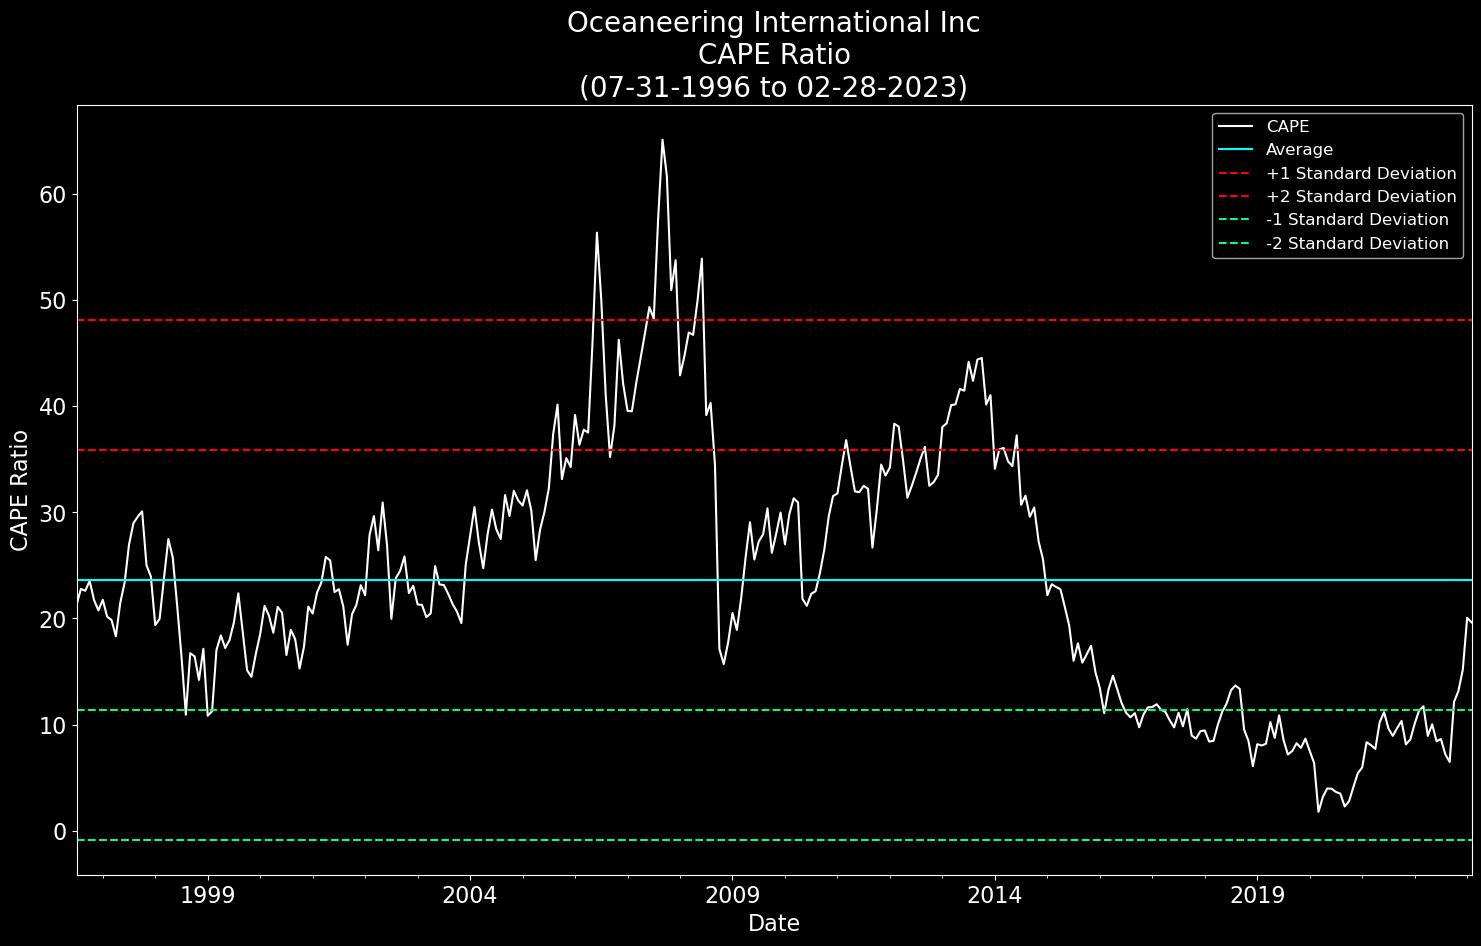 Oceaneering International Inc
CAPE Ratio
(07-31-1996 to 02-28-2023)
CAPE
Average
+1 Standard Deviation
+2 Standard Deviation
-1 Standard Deviation
-2 Standard Deviation
CAPE Ratio
60
50
40
30
20
10
0
1999
2004
2009
2014
2019
Date